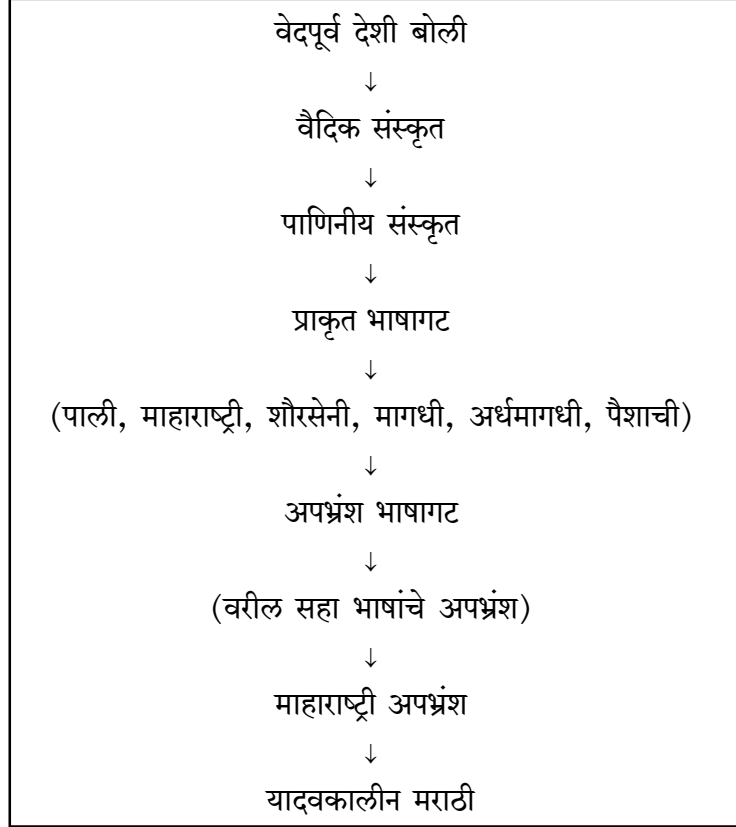 वेदपूर्व देशी बोली
↓
वैदिक संस्कृत
↓
पाणिनीय संस्कृत
↓
प्राकृत भाषागट
↓
(पाली, माहाराष्ट्री, शौरसेनी, मागधी, अर्धमागधी, पैशाची)
↓
अपभ्रंश भाषागट
↓
(वरील सहा भाषांचे अपभ्रंश)
↓
माहाराष्ट्री अपभ्रंश
↓
यादवकालीन मराठी